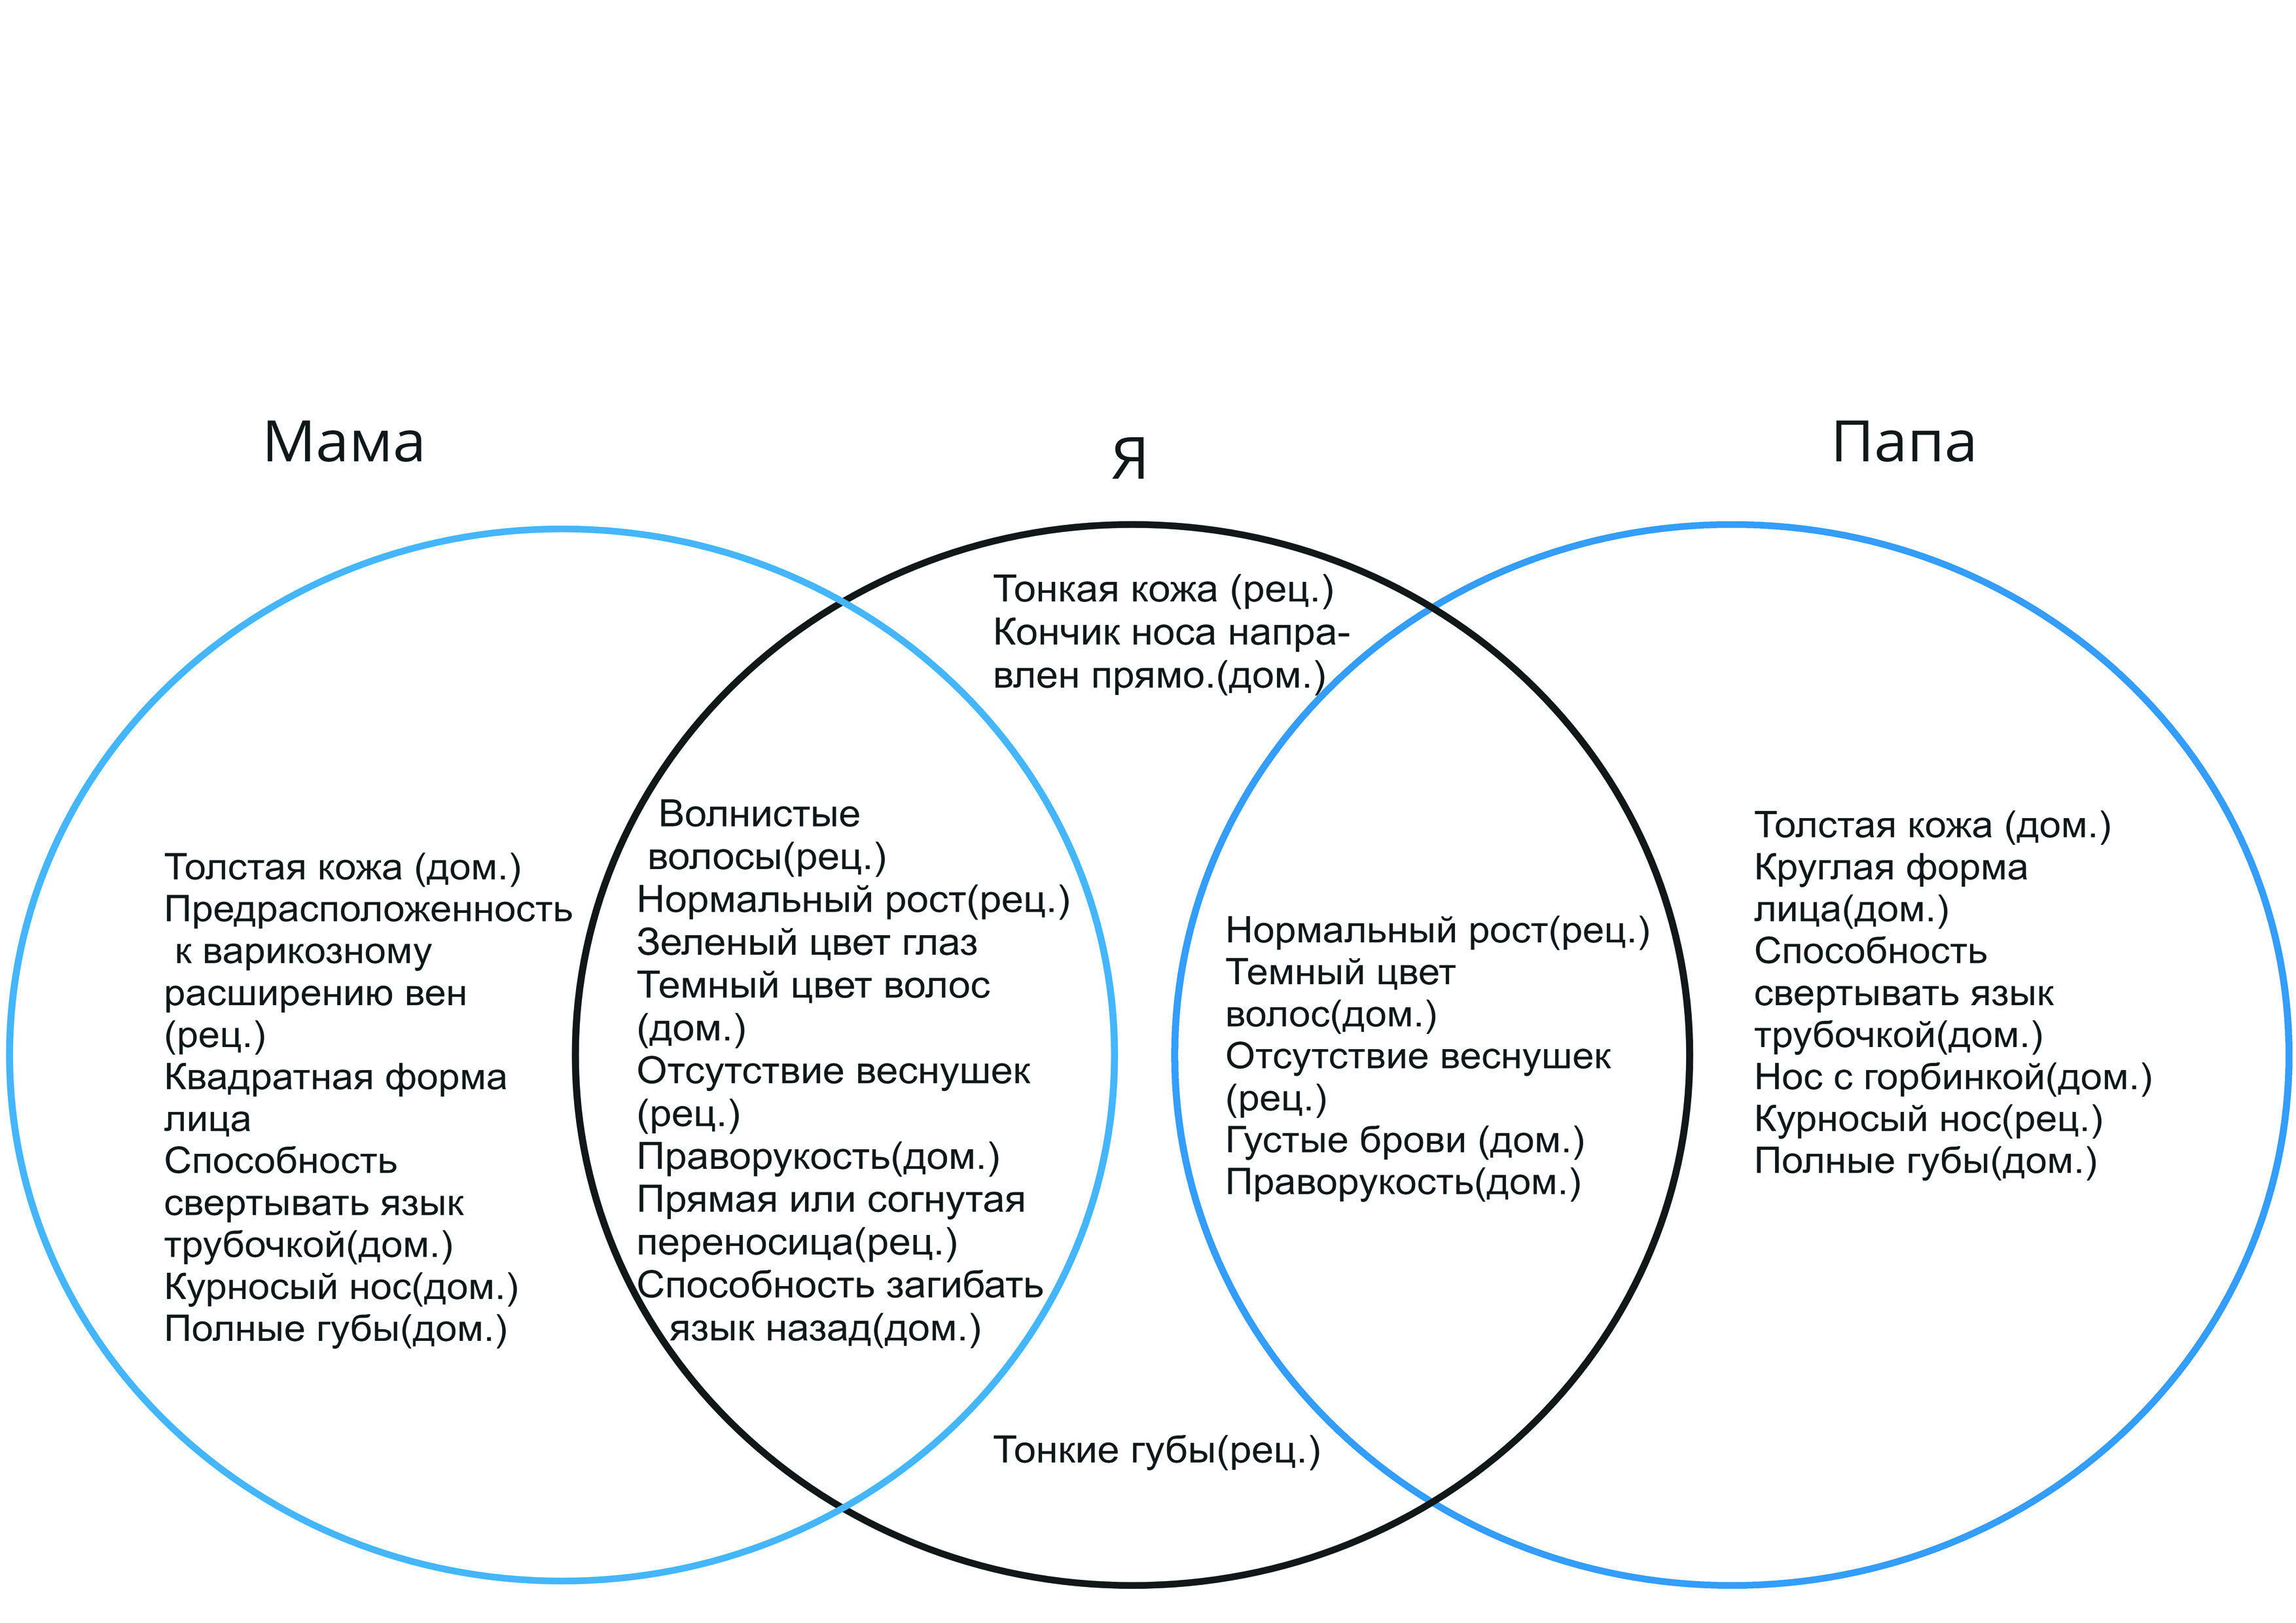 Мама
Я
Папа
Тонкая кожа (рец.)
Кончик носа напра-
влен прямо.(дом.)
Толстая кожа (дом.)
Предрасположенность
к варикозному
расширению вен
(рец.)
Квадратная форма
лица
Способность
свертывать язык
трубочкой(дом.)
Курносый нос(дом.)
Полные губы(дом.)
Волнистые
волосы(рец.)
Нормальный рост(рец.)
Зеленый цвет глаз
Темный цвет волос
(дом.)
Отсутствие веснушек
(рец.)
Праворукость(дом.)
Прямая или согнутая
переносица(рец.)
Способность загибать
язык назад(дом.)
Нормальный рост(рец.)
Темный цвет
волос(дом.)
Отсутствие веснушек
(рец.)
Густые брови (дом.)
Праворукость(дом.)
Толстая кожа (дом.)
Круглая форма
лица(дом.)
Способность
свертывать язык
трубочкой(дом.)
Нос с горбинкой(дом.)
Курносый нос(рец.)
Полные губы(дом.)
Тонкие губы(рец.)